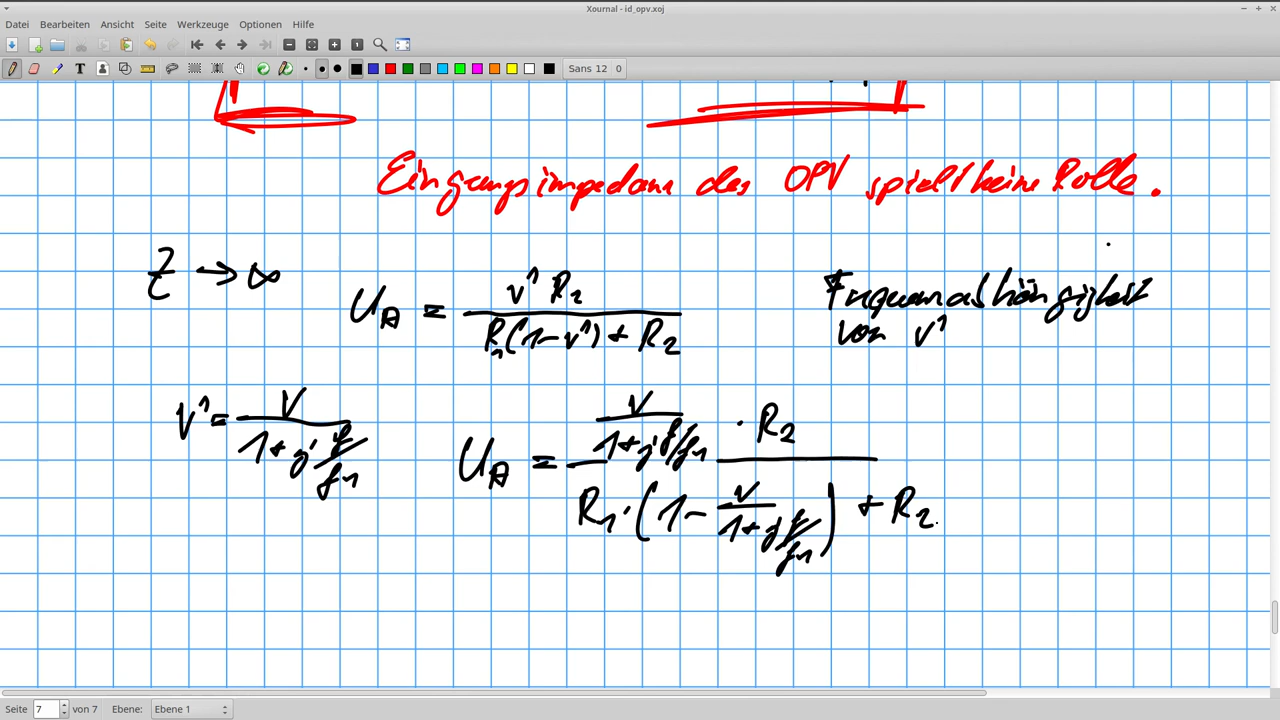 Xournal - id_opv.xoj
Datei Bearbeiten Ansicht Seite Werkzeuge Optionen Hilfe
Sans 12 0
Eingangsimpedanz des OPV spielt keine Rolle.
Z → ∞
U_A = (v' R_2) / (R_1 (1 - v') + R_2)
Frequenzabhängigkeit
von v'
v' = V / (1 + j f/f_1)
U_A = (V / (1 + j f/f_1) · R_2) / (R_1 · (1 - V / (1 + j f/f_1)) + R_2)
Seite 7 von 7 Ebene: Ebene 1